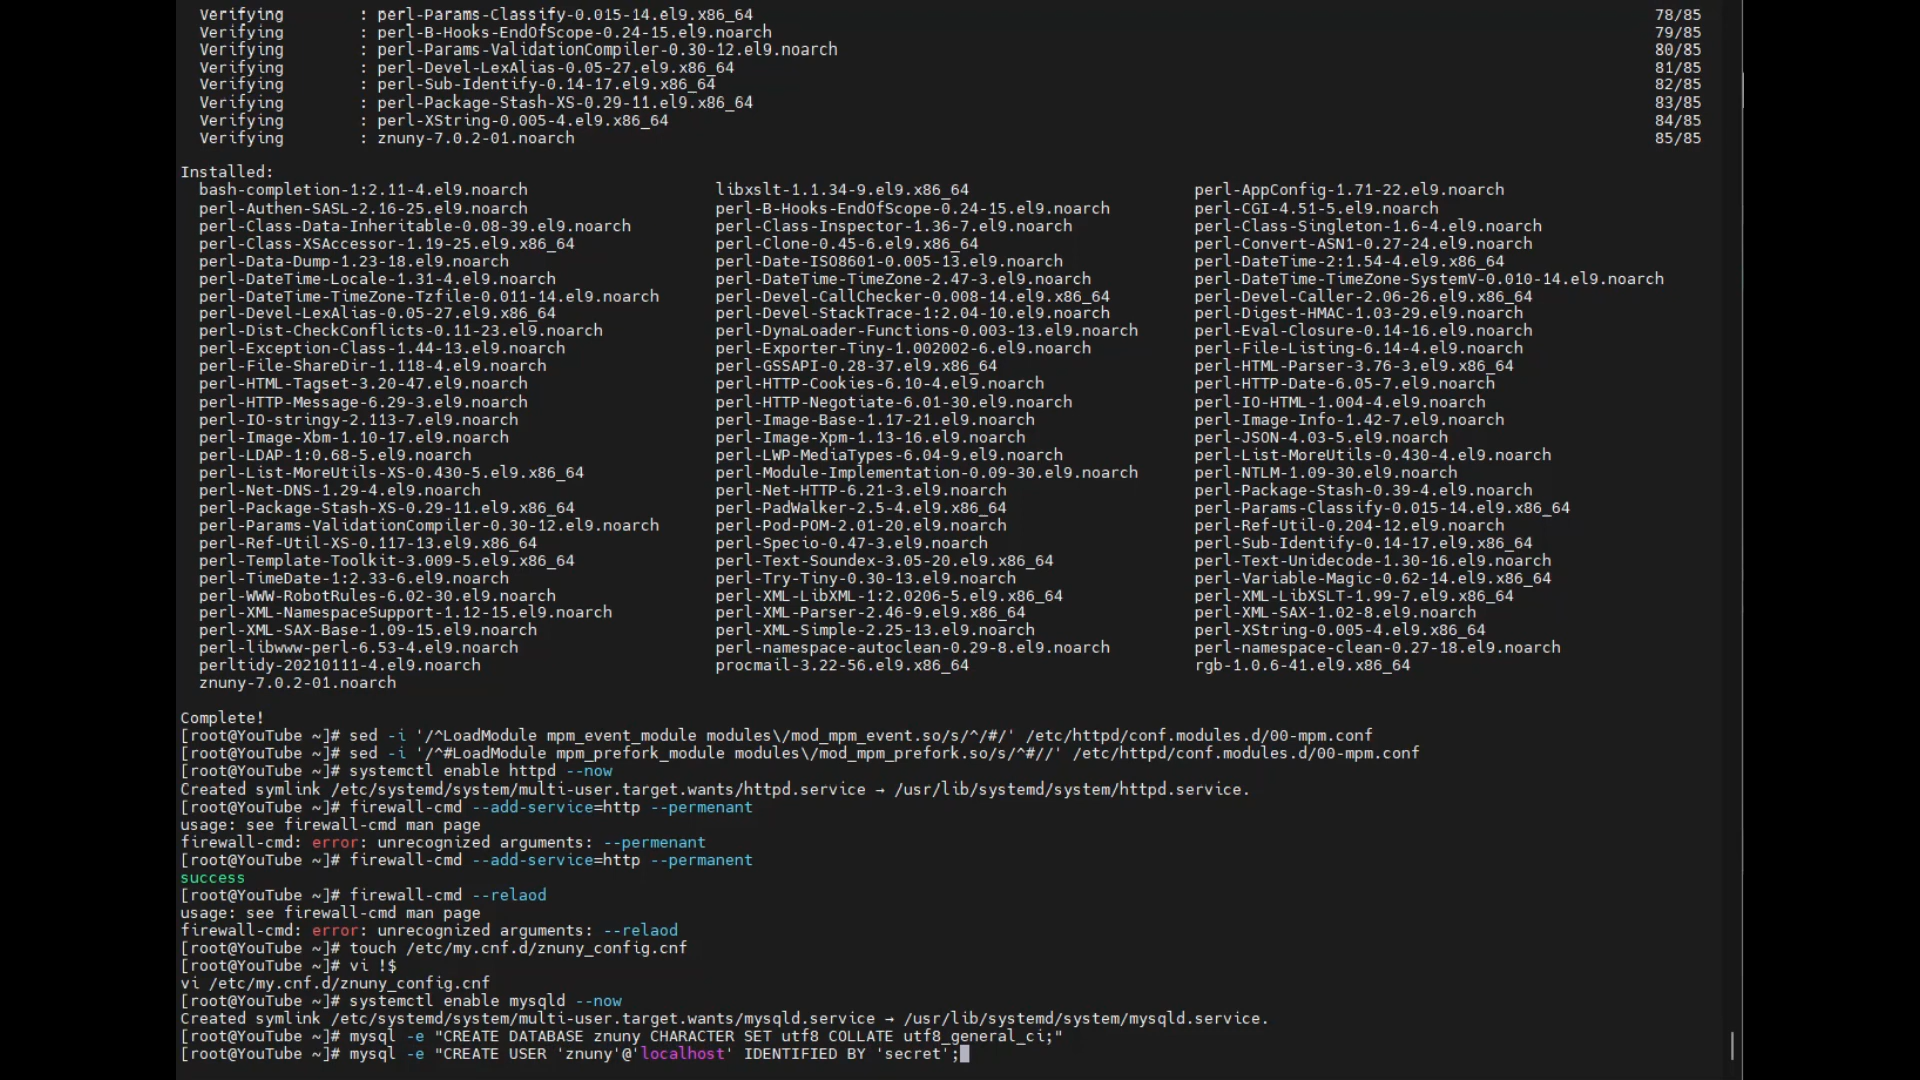 Verifying : perl-Params-Classify-0.015-14.el9.x86_64 78/85
Verifying : perl-B-Hooks-EndOfScope-0.24-15.el9.noarch 79/85
Verifying : perl-Params-ValidationCompiler-0.30-12.el9.noarch 80/85
Verifying : perl-Devel-LexAlias-0.05-27.el9.x86_64 81/85
Verifying : perl-Sub-Identify-0.14-17.el9.x86_64 82/85
Verifying : perl-Package-Stash-XS-0.29-11.el9.x86_64 83/85
Verifying : perl-XString-0.005-4.el9.x86_64 84/85
Verifying : znuny-7.0.2-01.noarch 85/85
Installed:
bash-completion-1:2.11-4.el9.noarch libxslt-1.1.34-9.el9.x86_64 perl-AppConfig-1.71-22.el9.noarch
perl-Authen-SASL-2.16-25.el9.noarch perl-B-Hooks-EndOfScope-0.24-15.el9.noarch perl-CGI-4.51-5.el9.noarch
perl-Class-Data-Inheritable-0.08-39.el9.noarch perl-Class-Inspector-1.36-7.el9.noarch perl-Class-Singleton-1.6-4.el9.noarch
perl-Class-XSAccessor-1.19-25.el9.x86_64 perl-Clone-0.45-6.el9.x86_64 perl-Convert-ASN1-0.27-24.el9.noarch
perl-Data-Dump-1.23-18.el9.noarch perl-Date-ISO8601-0.005-13.el9.noarch perl-DateTime-2:1.54-4.el9.x86_64
perl-DateTime-Locale-1.31-4.el9.noarch perl-DateTime-TimeZone-2.47-3.el9.noarch perl-DateTime-TimeZone-SystemV-0.010-14.el9.noarch
perl-DateTime-TimeZone-Tzfile-0.011-14.el9.noarch perl-Devel-CallChecker-0.008-14.el9.x86_64 perl-Devel-Caller-2.06-26.el9.x86_64
perl-Devel-LexAlias-0.05-27.el9.x86_64 perl-Devel-StackTrace-1:2.04-10.el9.noarch perl-Digest-HMAC-1.03-29.el9.noarch
perl-Dist-CheckConflicts-0.11-23.el9.noarch perl-DynaLoader-Functions-0.003-13.el9.noarch perl-Eval-Closure-0.14-16.el9.noarch
perl-Exception-Class-1.44-13.el9.noarch perl-Exporter-Tiny-1.002002-6.el9.noarch perl-File-Listing-6.14-4.el9.noarch
perl-File-ShareDir-1.118-4.el9.noarch perl-GSSAPI-0.28-37.el9.x86_64 perl-HTML-Parser-3.76-3.el9.x86_64
perl-HTML-Tagset-3.20-47.el9.noarch perl-HTTP-Cookies-6.10-4.el9.noarch perl-HTTP-Date-6.05-7.el9.noarch
perl-HTTP-Message-6.29-3.el9.noarch perl-HTTP-Negotiate-6.01-30.el9.noarch perl-IO-HTML-1.004-4.el9.noarch
perl-IO-stringy-2.113-7.el9.noarch perl-Image-Base-1.17-21.el9.noarch perl-Image-Info-1.42-7.el9.noarch
perl-Image-Xbm-1.10-17.el9.noarch perl-Image-Xpm-1.13-16.el9.noarch perl-JSON-4.03-5.el9.noarch
perl-LDAP-1:0.68-5.el9.noarch perl-LWP-MediaTypes-6.04-9.el9.noarch perl-List-MoreUtils-0.430-4.el9.noarch
perl-List-MoreUtils-XS-0.430-5.el9.x86_64 perl-Module-Implementation-0.09-30.el9.noarch perl-NTLM-1.09-30.el9.noarch
perl-Net-DNS-1.29-4.el9.noarch perl-Net-HTTP-6.21-3.el9.noarch perl-Package-Stash-0.39-4.el9.noarch
perl-Package-Stash-XS-0.29-11.el9.x86_64 perl-PadWalker-2.5-4.el9.x86_64 perl-Params-Classify-0.015-14.el9.x86_64
perl-Params-ValidationCompiler-0.30-12.el9.noarch perl-Pod-POM-2.01-20.el9.noarch perl-Ref-Util-0.204-12.el9.noarch
perl-Ref-Util-XS-0.117-13.el9.x86_64 perl-Specio-0.47-3.el9.noarch perl-Sub-Identify-0.14-17.el9.x86_64
perl-Template-Toolkit-3.009-5.el9.x86_64 perl-Text-Soundex-3.05-20.el9.x86_64 perl-Text-Unidecode-1.30-16.el9.noarch
perl-TimeDate-1:2.33-6.el9.noarch perl-Try-Tiny-0.30-13.el9.noarch perl-Variable-Magic-0.62-14.el9.x86_64
perl-WWW-RobotRules-6.02-30.el9.noarch perl-XML-LibXML-1:2.0206-5.el9.x86_64 perl-XML-LibXSLT-1.99-7.el9.x86_64
perl-XML-NamespaceSupport-1.12-15.el9.noarch perl-XML-Parser-2.46-9.el9.x86_64 perl-XML-SAX-1.02-8.el9.noarch
perl-XML-SAX-Base-1.09-15.el9.noarch perl-XML-Simple-2.25-13.el9.noarch perl-XString-0.005-4.el9.x86_64
perl-libwww-perl-6.53-4.el9.noarch perl-namespace-autoclean-0.29-8.el9.noarch perl-namespace-clean-0.27-18.el9.noarch
perltidy-20210111-4.el9.noarch procmail-3.22-56.el9.x86_64 rgb-1.0.6-41.el9.x86_64
znuny-7.0.2-01.noarch
Complete!
[root@YouTube ~]# sed -i '/^LoadModule mpm_event_module modules\/mod_mpm_event.so/s/^/#/' /etc/httpd/conf.modules.d/00-mpm.conf
[root@YouTube ~]# sed -i '/^#LoadModule mpm_prefork_module modules\/mod_mpm_prefork.so/s/^#//' /etc/httpd/conf.modules.d/00-mpm.conf
[root@YouTube ~]# systemctl enable httpd --now
Created symlink /etc/systemd/system/multi-user.target.wants/httpd.service → /usr/lib/systemd/system/httpd.service.
[root@YouTube ~]# firewall-cmd --add-service=http --permenant
usage: see firewall-cmd man page
firewall-cmd: error: unrecognized arguments: --permenant
[root@YouTube ~]# firewall-cmd --add-service=http --permanent
success
[root@YouTube ~]# firewall-cmd --relaod
usage: see firewall-cmd man page
firewall-cmd: error: unrecognized arguments: --relaod
[root@YouTube ~]# touch /etc/my.cnf.d/znuny_config.cnf
[root@YouTube ~]# vi !$
vi /etc/my.cnf.d/znuny_config.cnf
[root@YouTube ~]# systemctl enable mysqld --now
Created symlink /etc/systemd/system/multi-user.target.wants/mysqld.service → /usr/lib/systemd/system/mysqld.service.
[root@YouTube ~]# mysql -e "CREATE DATABASE znuny CHARACTER SET utf8 COLLATE utf8_general_ci;"
[root@YouTube ~]# mysql -e "CREATE USER 'znuny'@'localhost' IDENTIFIED BY 'secret';